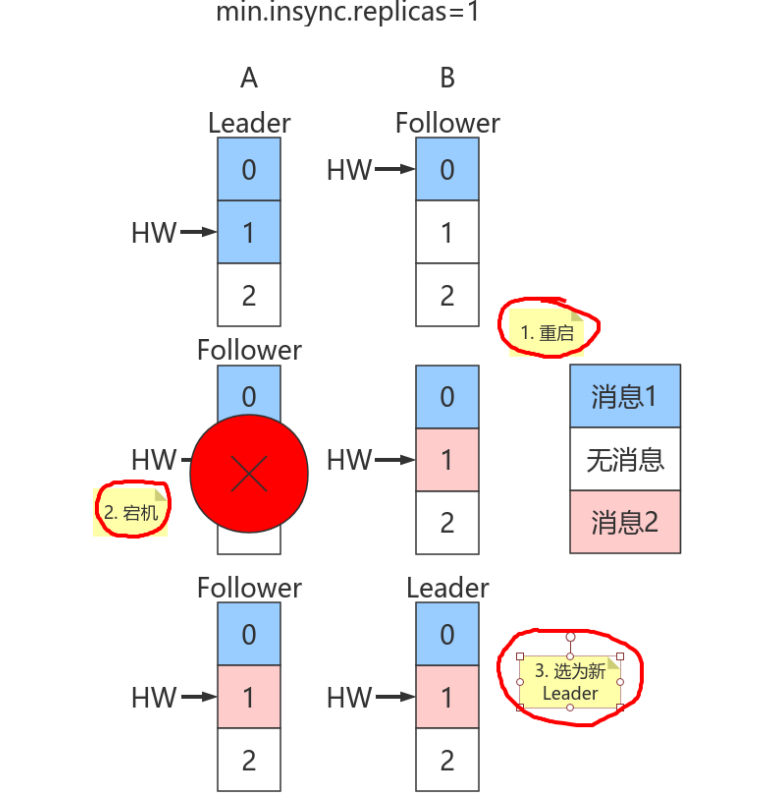 min.insync.replicas=1
A
B
Leader
Follower
HW
0
0
HW
1
1
2
2
1. 重启
Follower
0
0
消息1
HW
HW
1
无消息
2. 宕机
2
消息2
Follower
Leader
0
0
3. 选为新
Leader
HW
1
HW
1
2
2